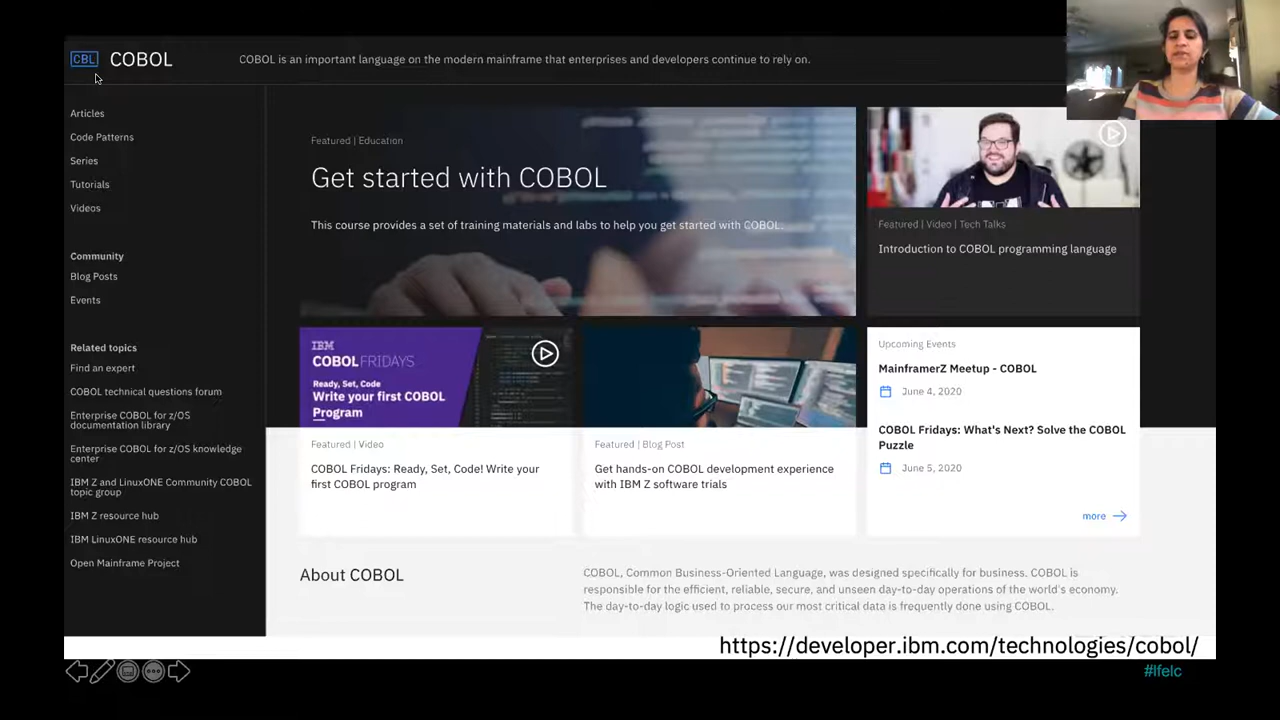 CBL COBOL
COBOL is an important language on the modern mainframe that enterprises and developers continue to rely on.
Articles
Code Patterns
Series
Tutorials
Videos
Community
Blog Posts
Events
Related topics
Find an expert
COBOL technical questions forum
Enterprise COBOL for z/OS
documentation library
Enterprise COBOL for z/OS knowledge
center
IBM Z and LinuxONE Community COBOL
topic group
IBM Z resource hub
IBM LinuxONE resource hub
Open Mainframe Project
Featured | Education
Get started with COBOL
This course provides a set of training materials and labs to help you get started with COBOL.
Featured | Video | Tech Talks
Introduction to COBOL programming language
IBM
COBOL FRIDAYS
Ready, Set, Code
Write your first COBOL
Program
Featured | Video
COBOL Fridays: Ready, Set, Code! Write your
first COBOL program
Featured | Blog Post
Get hands-on COBOL development experience
with IBM Z software trials
Upcoming Events
MainframerZ Meetup - COBOL
June 4, 2020
COBOL Fridays: What's Next? Solve the COBOL
Puzzle
June 5, 2020
more
About COBOL
COBOL, Common Business-Oriented Language, was designed specifically for business. COBOL is
responsible for the efficient, reliable, secure, and unseen day-to-day operations of the world's economy.
The day-to-day logic used to process our most critical data is frequently done using COBOL.
https://developer.ibm.com/technologies/cobol/
#lfelc